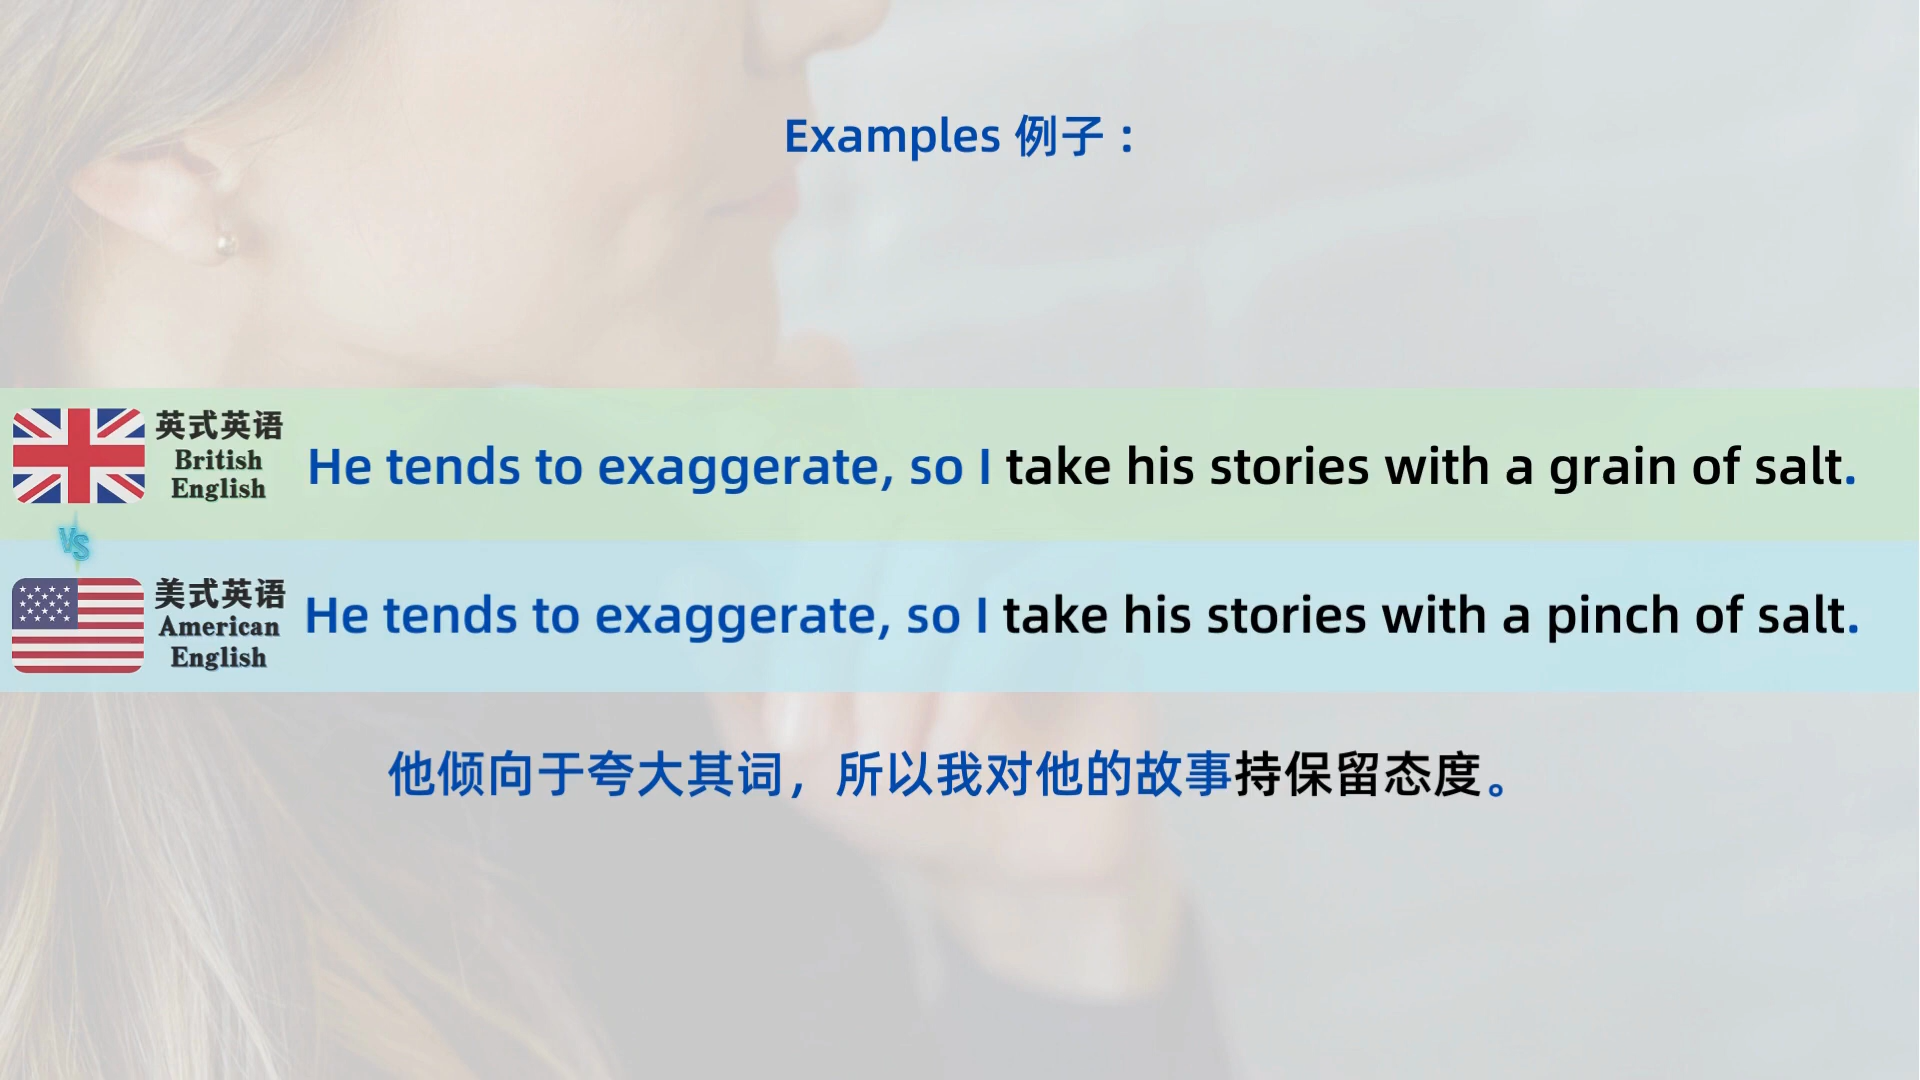 Examples 例子：
英式英语
British
English
He tends to exaggerate, so I take his stories with a grain of salt.
VS
美式英语
American
English
He tends to exaggerate, so I take his stories with a pinch of salt.
他倾向于夸大其词，所以我对他的故事持保留态度。